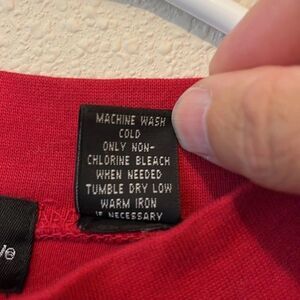 MACHINE WASH
COLD
ONLY NON-
CHLORINE BLEACH
WHEN NEEDED
TUMBLE DRY LOW
WARM IRON
IF NECESSARY